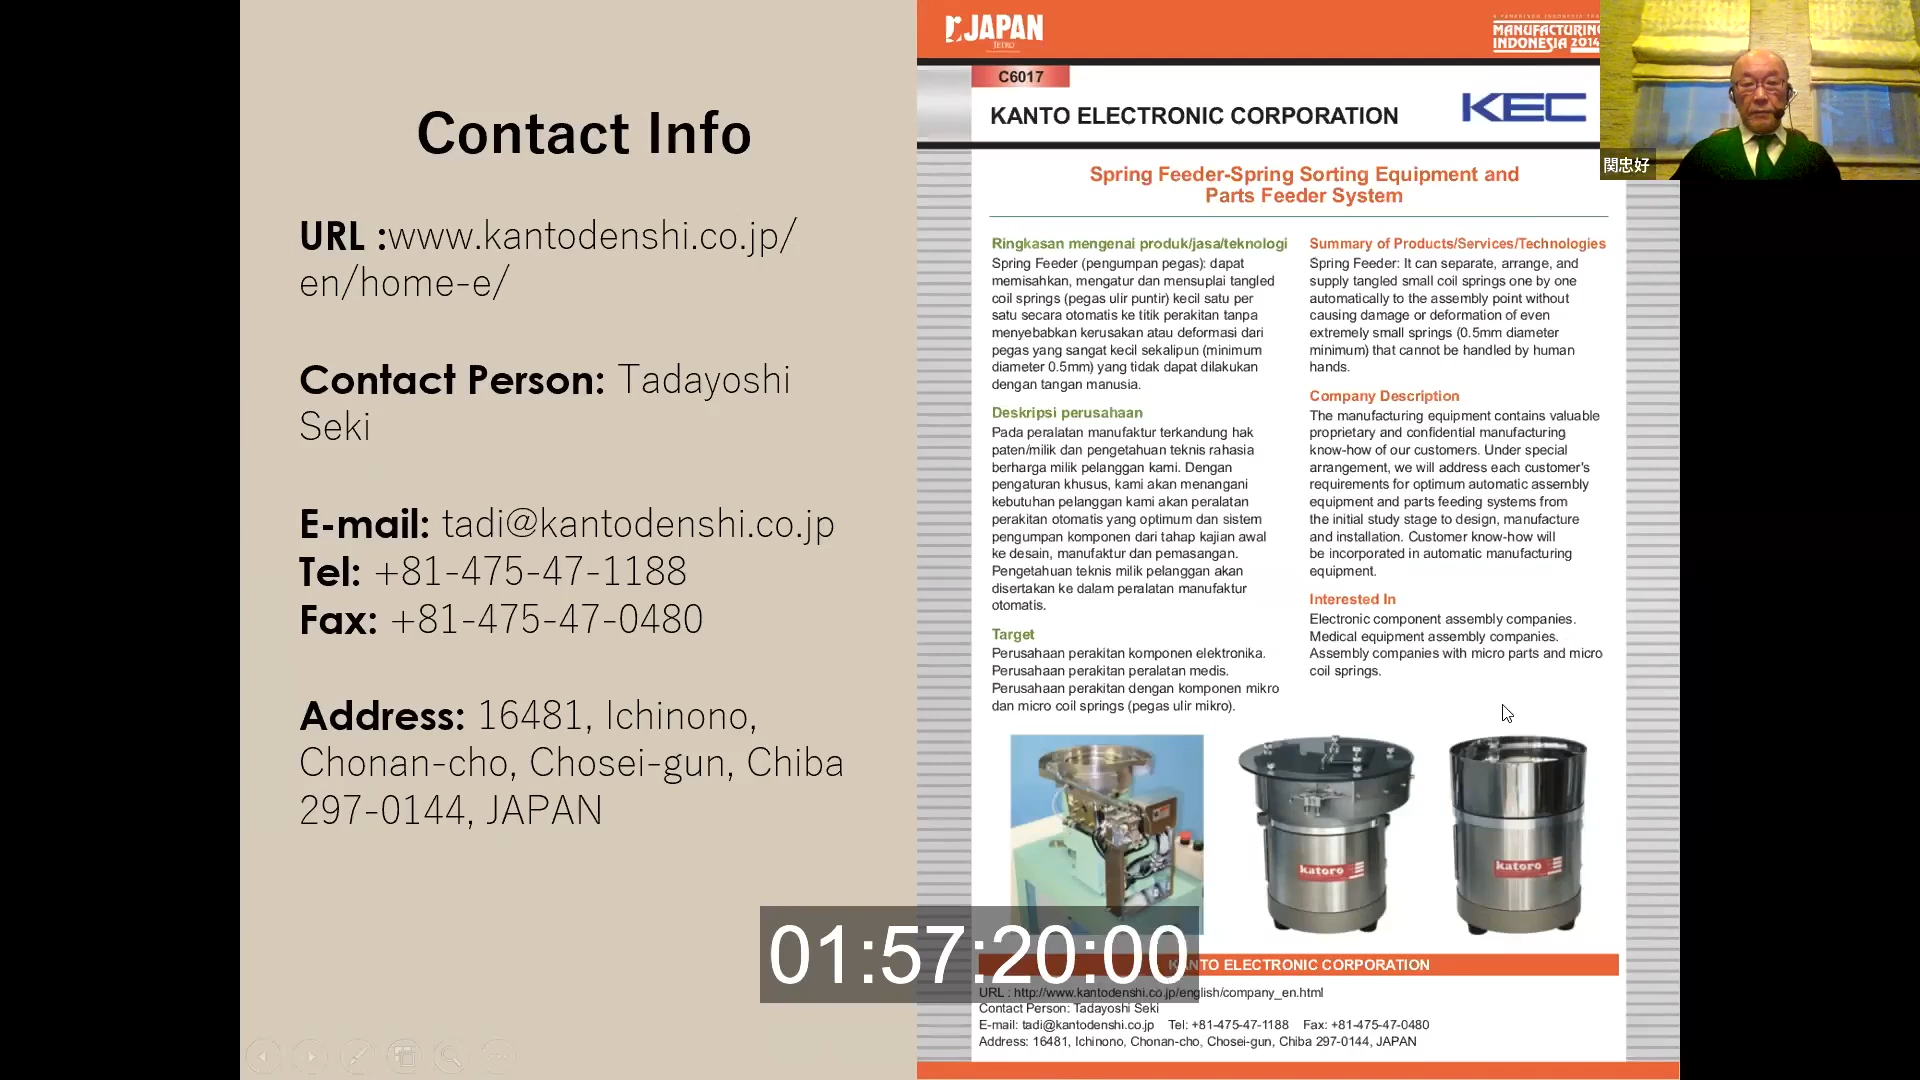 Contact Info
URL :www.kantodenshi.co.jp/
en/home-e/
Contact Person: Tadayoshi
Seki
E-mail: tadi@kantodenshi.co.jp
Tel: +81-475-47-1188
Fax: +81-475-47-0480
Address: 16481, Ichinono,
Chonan-cho, Chosei-gun, Chiba
297-0144, JAPAN
JAPAN
JETRO
MANUFACTURING
INDONESIA 2014
C6017
KANTO ELECTRONIC CORPORATION
KEC
Spring Feeder-Spring Sorting Equipment and
Parts Feeder System
Ringkasan mengenai produk/jasa/teknologi
Spring Feeder (pengumpan pegas): dapat
memisahkan, mengatur dan mensuplai tangled
coil springs (pegas ulir puntir) kecil satu per
satu secara otomatis ke titik perakitan tanpa
menyebabkan kerusakan atau deformasi dari
pegas yang sangat kecil sekalipun (minimum
diameter 0.5mm) yang tidak dapat dilakukan
dengan tangan manusia.
Deskripsi perusahaan
Pada peralatan manufaktur terkandung hak
paten/milik dan pengetahuan teknis rahasia
berharga milik pelanggan kami. Dengan
pengaturan khusus, kami akan menangani
kebutuhan pelanggan kami akan peralatan
perakitan otomatis yang optimum dan sistem
pengumpan komponen dari tahap kajian awal
ke desain, manufaktur dan pemasangan.
Pengetahuan teknis milik pelanggan akan
disertakan ke dalam peralatan manufaktur
otomatis.
Target
Perusahaan perakitan komponen elektronika.
Perusahaan perakitan peralatan medis.
Perusahaan perakitan dengan komponen mikro
dan micro coil springs (pegas ulir mikro).
Summary of Products/Services/Technologies
Spring Feeder: It can separate, arrange, and
supply tangled small coil springs one by one
automatically to the assembly point without
causing damage or deformation of even
extremely small springs (0.5mm diameter
minimum) that cannot be handled by human
hands.
Company Description
The manufacturing equipment contains valuable
proprietary and confidential manufacturing
know-how of our customers. Under special
arrangement, we will address each customer's
requirements for optimum automatic assembly
equipment and parts feeding systems from
the initial study stage to design, manufacture
and installation. Customer know-how will
be incorporated in automatic manufacturing
equipment.
Interested In
Electronic component assembly companies.
Medical equipment assembly companies.
Assembly companies with micro parts and micro
coil springs.
katoro
katoro
KANTO ELECTRONIC CORPORATION
URL : http://www.kantodenshi.co.jp/english/company_en.html
Contact Person: Tadayoshi Seki
E-mail: tadi@kantodenshi.co.jp Tel: +81-475-47-1188 Fax: +81-475-47-0480
Address: 16481, Ichinono, Chonan-cho, Chosei-gun, Chiba 297-0144, JAPAN
01:57:20:00
関忠好